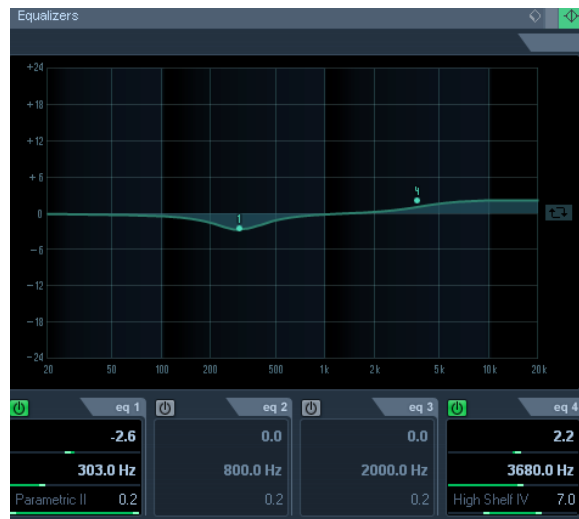 Equalizers
+24
+18
+12
+6
1
4
0
-6
-12
-18
-24
20 50 100 200 500 1k 2k 5k 10k 20k
eq 1 eq 2 eq 3 eq 4
-2.6 0.0 0.0 2.2
303.0 Hz 800.0 Hz 2000.0 Hz 3680.0 Hz
Parametric II 0.2 0.2 0.2 High Shelf IV 7.0